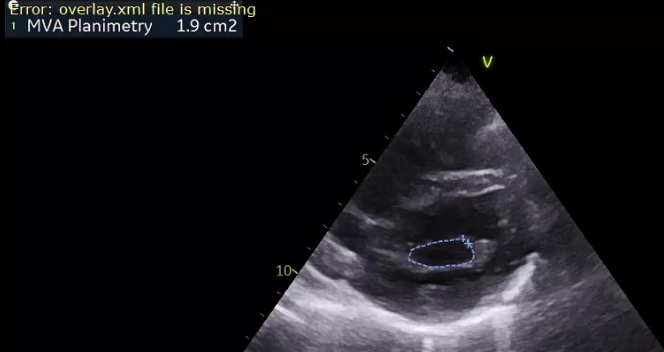 Error: overlay.xml file is missing
1 MVA Planimetry 1.9 cm2
V
5
10